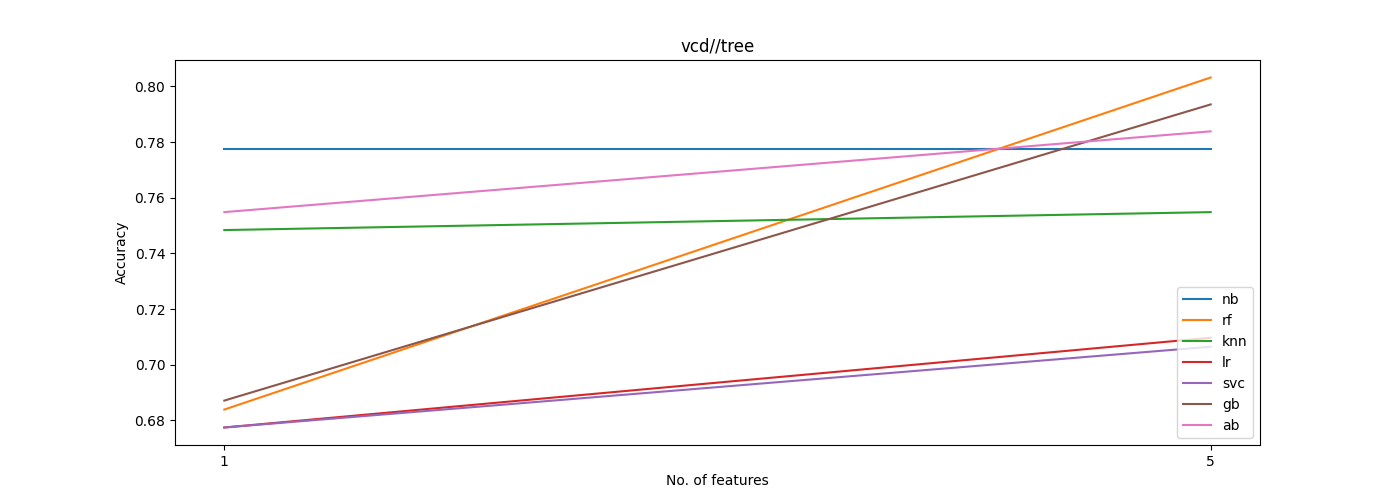 vcd//tree
0.80
0.78
0.76
0.74
0.72
0.70
0.68
Accuracy
1
5
No. of features
nb
rf
knn
lr
svc
gb
ab